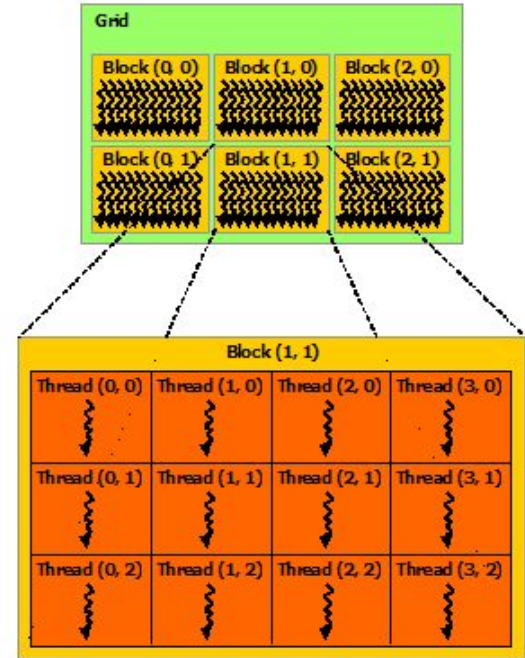 Grid
Block (0, 0) Block (1, 0) Block (2, 0)
Block (0, 1) Block (1, 1) Block (2, 1)
Block (1, 1)
Thread (0, 0) Thread (1, 0) Thread (2, 0) Thread (3, 0)
Thread (0, 1) Thread (1, 1) Thread (2, 1) Thread (3, 1)
Thread (0, 2) Thread (1, 2) Thread (2, 2) Thread (3, 2)